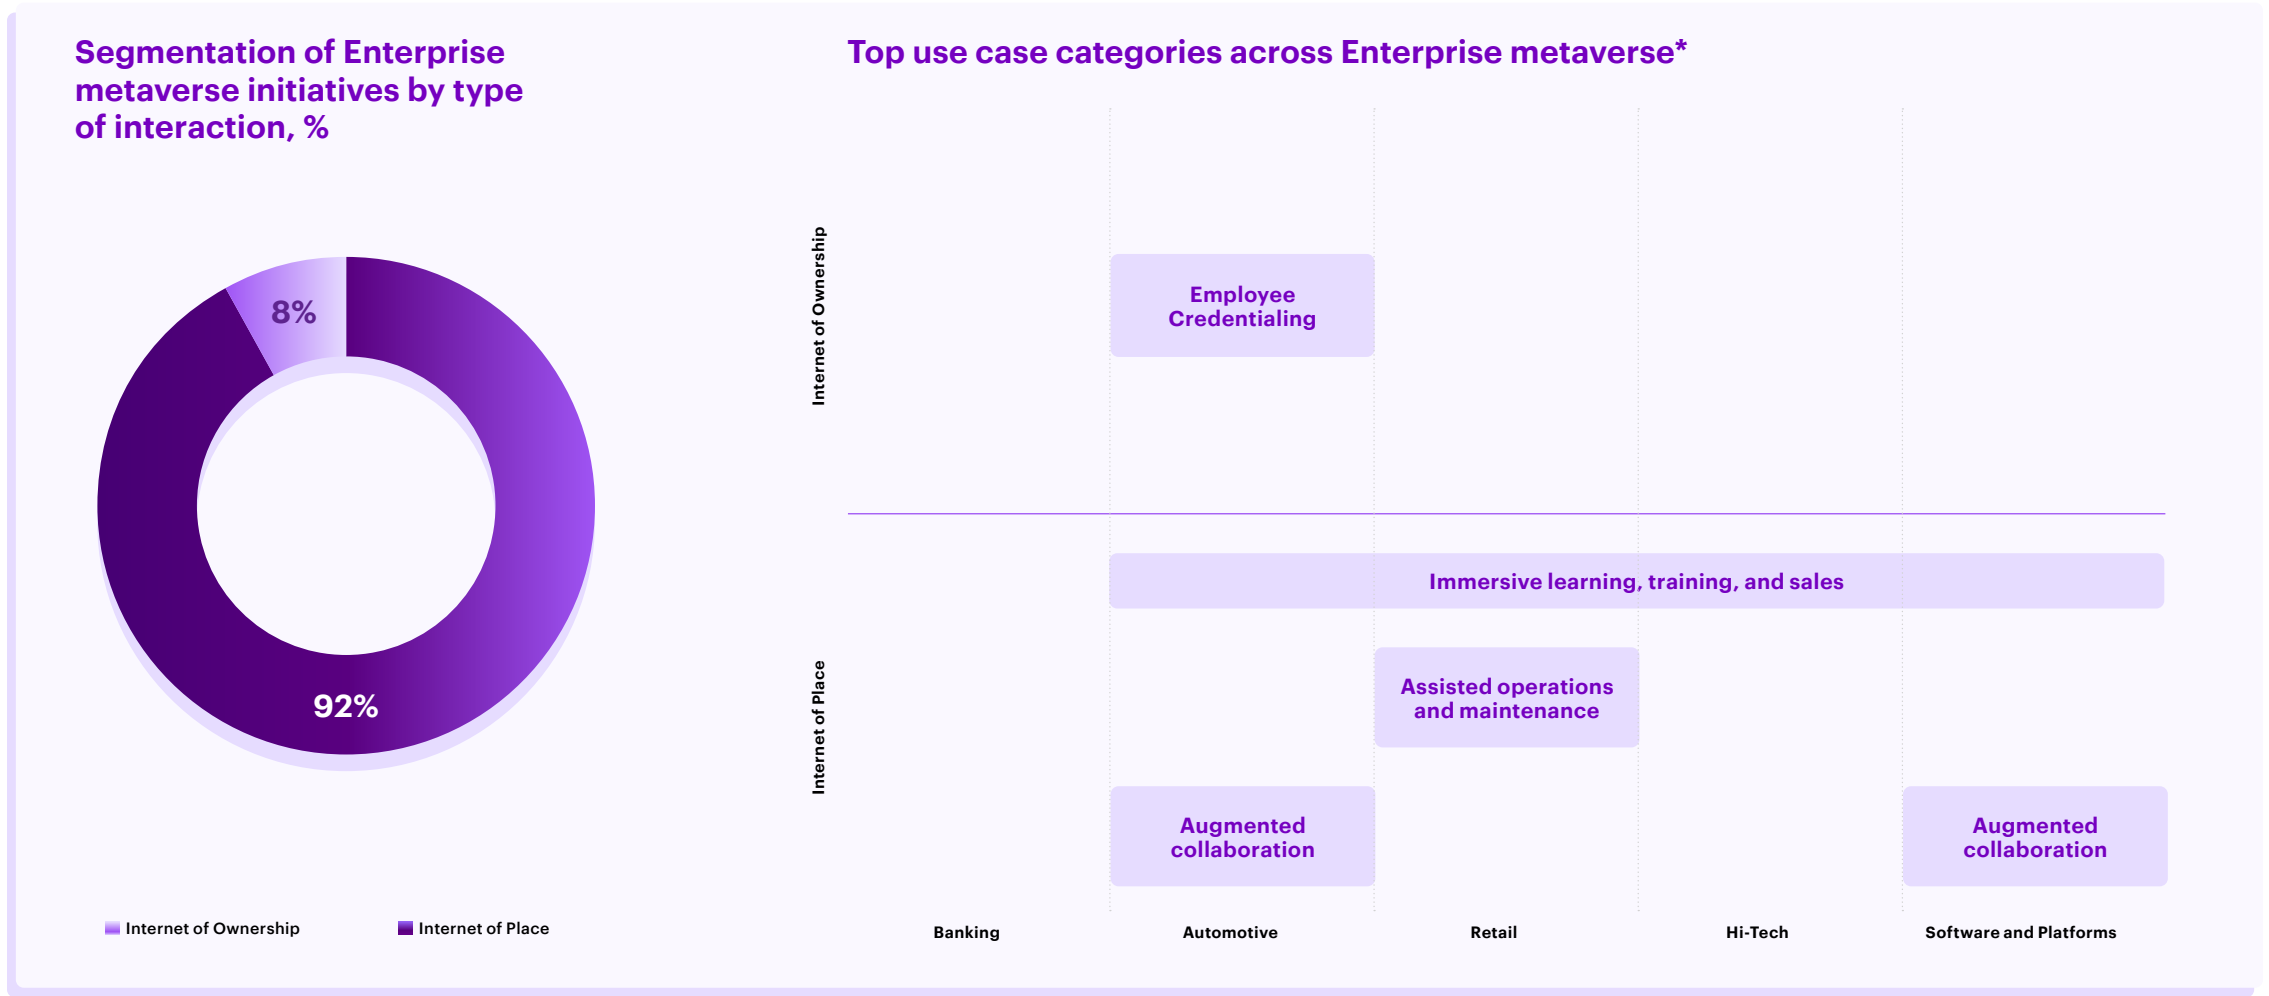 Segmentation of Enterprise
metaverse initiatives by type
of interaction, %
8%
92%
Internet of Ownership
Internet of Place
Top use case categories across Enterprise metaverse*
Internet of Ownership
Employee
Credentialing
Internet of Place
Immersive learning, training, and sales
Assisted operations
and maintenance
Augmented
collaboration
Augmented
collaboration
Banking
Automotive
Retail
Hi-Tech
Software and Platforms